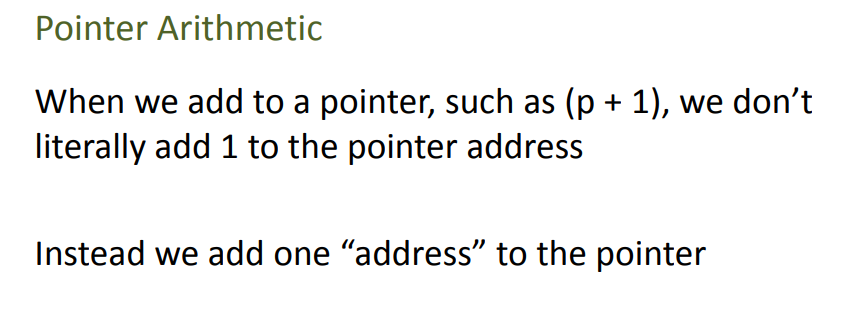 Pointer Arithmetic
When we add to a pointer, such as (p + 1), we don’t
literally add 1 to the pointer address
Instead we add one “address” to the pointer